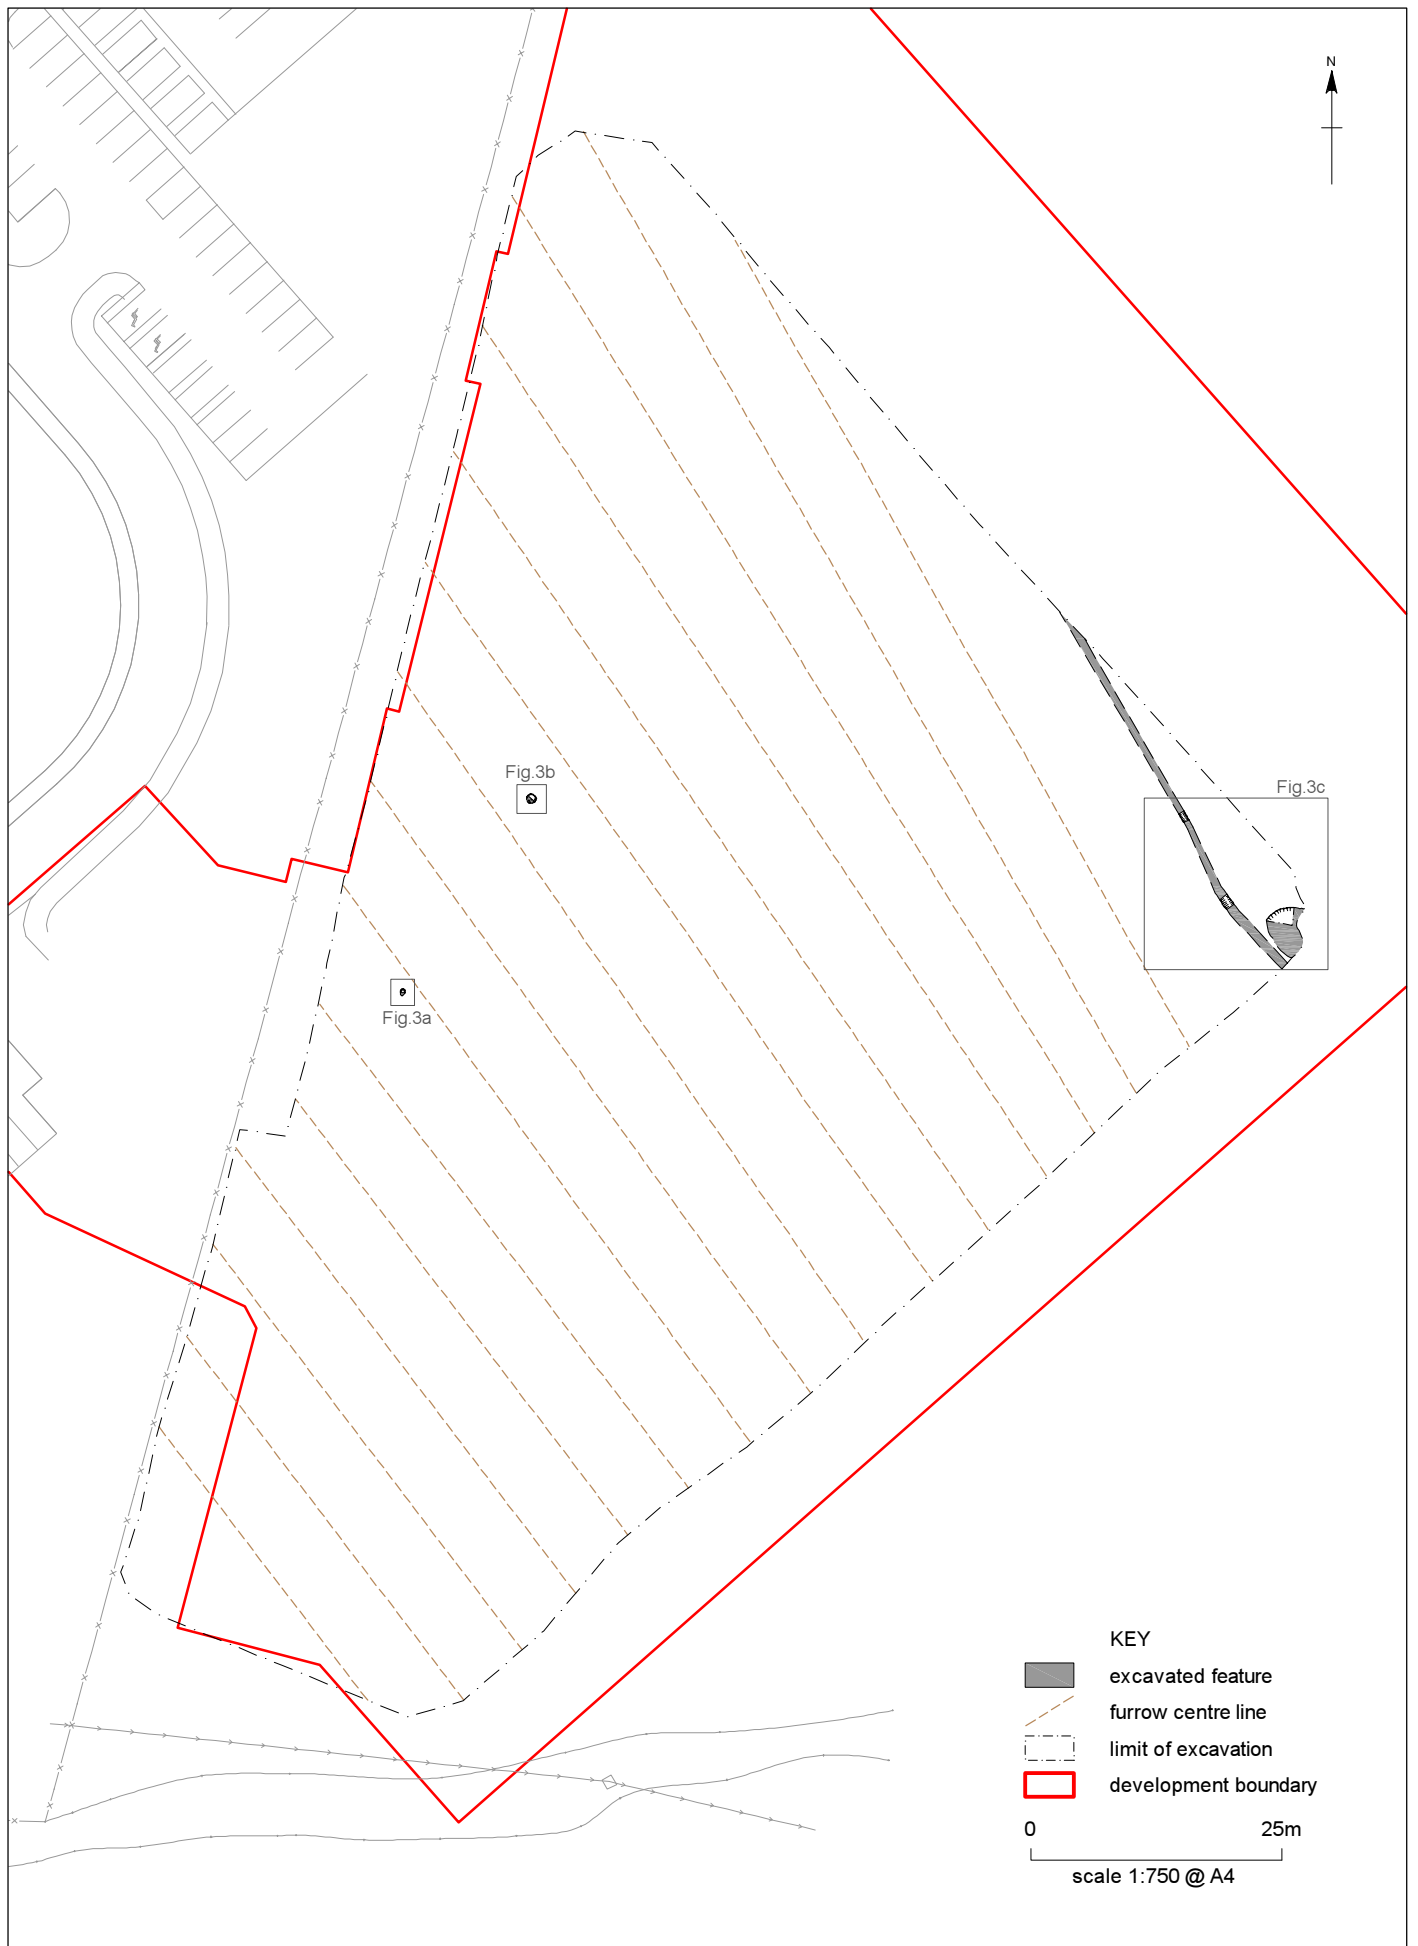 N
Fig.3b
Fig.3c
Fig.3a
KEY
excavated feature
furrow centre line
limit of excavation
development boundary
0 25m
scale 1:750 @ A4